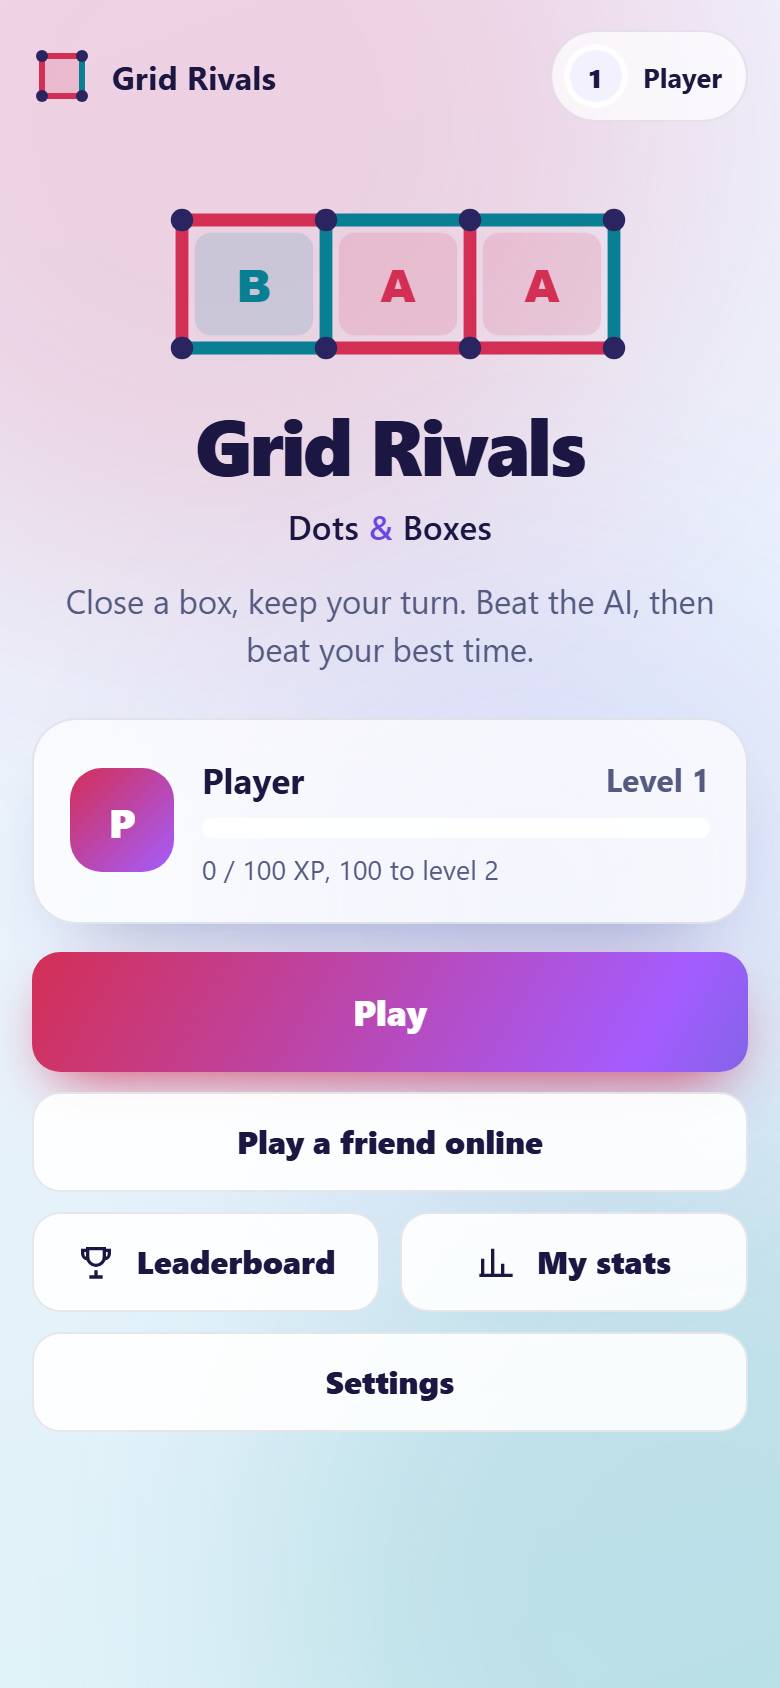 Grid Rivals
1 Player
B A A
Grid Rivals
Dots & Boxes
Close a box, keep your turn. Beat the AI, then
beat your best time.
P
Player Level 1
0 / 100 XP, 100 to level 2
Play
Play a friend online
Leaderboard
My stats
Settings